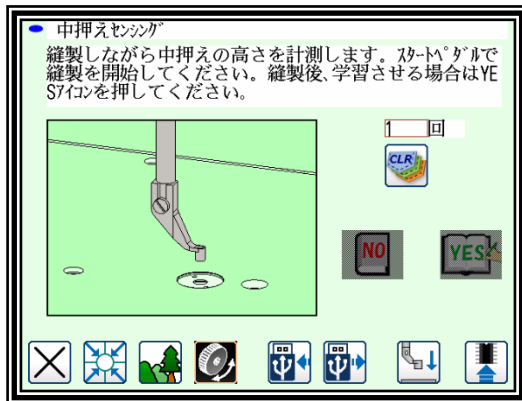 中押えｾﾝｼﾝｸﾞ
縫製しながら中押えの高さを計測します。ｽﾀｰﾄﾍﾟﾀﾞﾙで
縫製を開始してください。縫製後、学習させる場合はYE
Sｱｲｺﾝを押してください。
1 回
CLR
NO YES